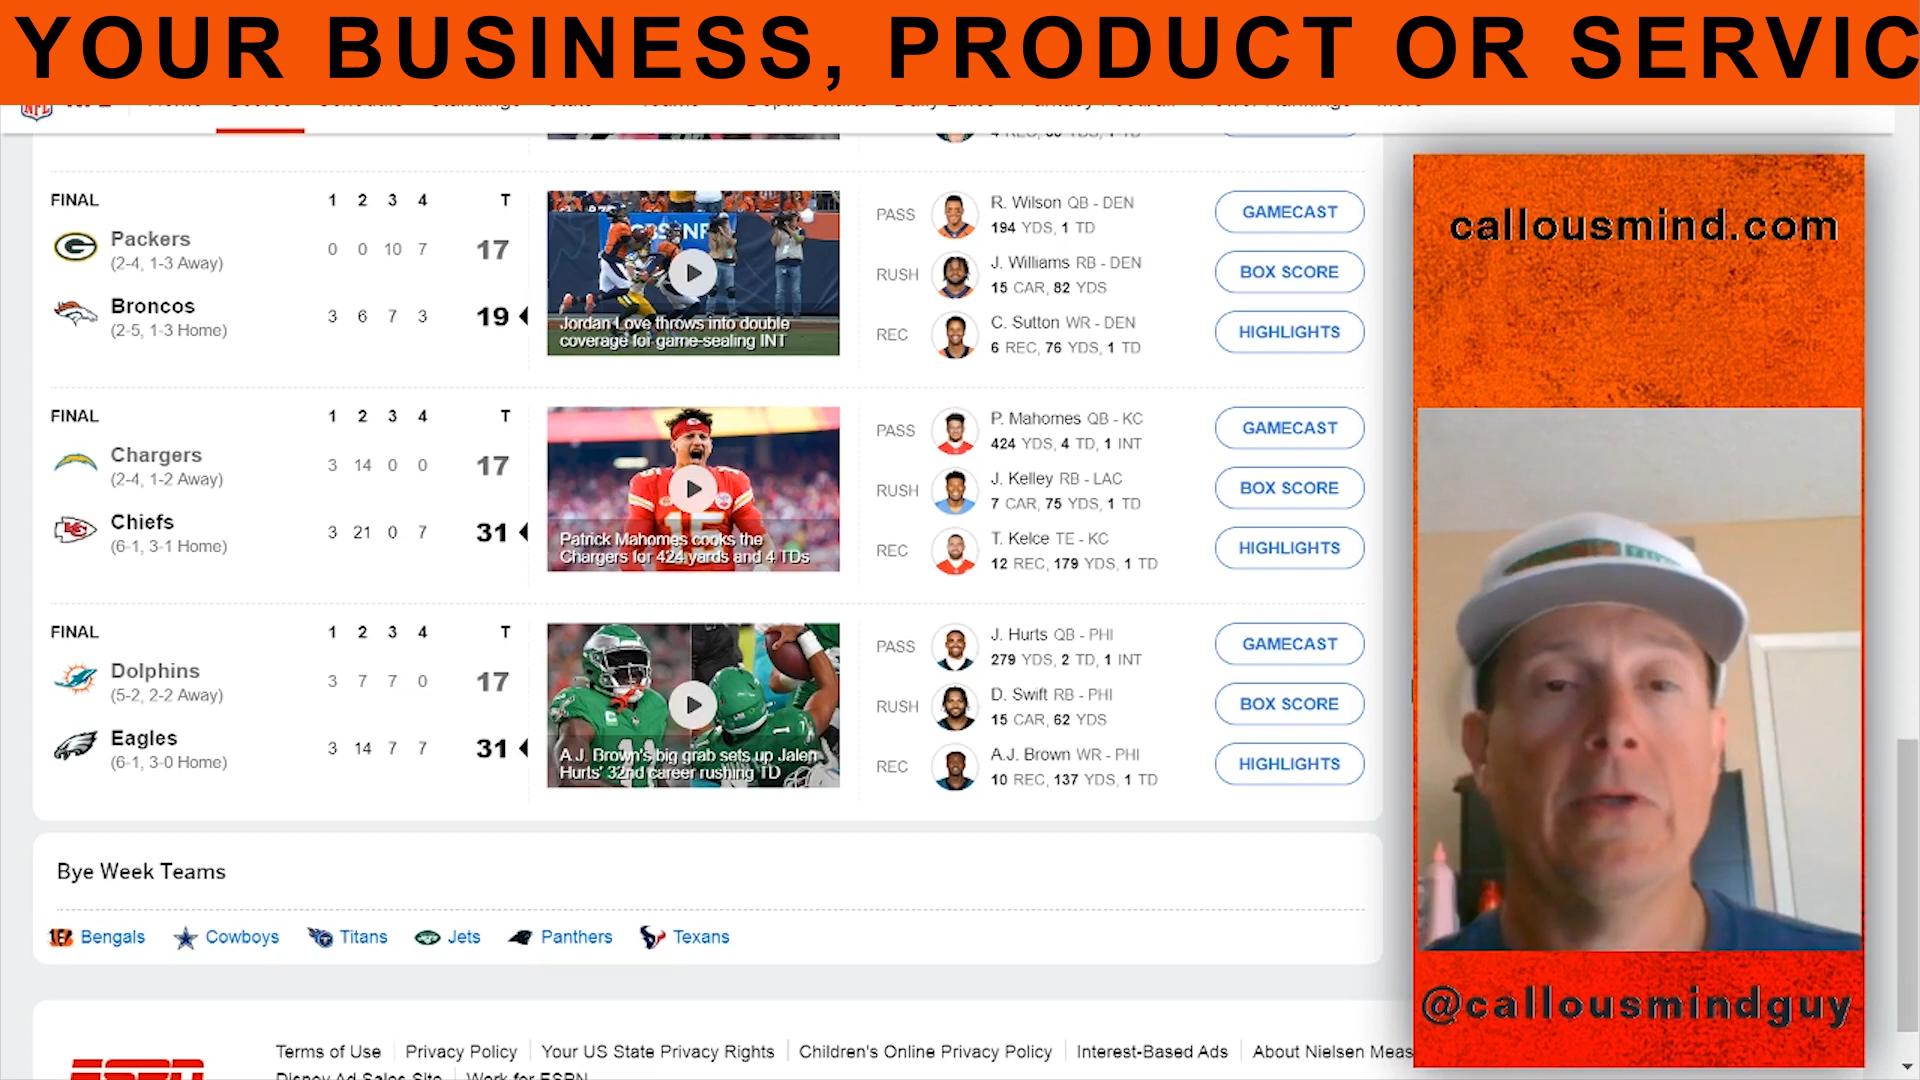 YOUR BUSINESS, PRODUCT OR SERVIC
FINAL 1 2 3 4 T
Packers 0 0 10 7 17
(2-4, 1-3 Away)
Broncos 3 6 7 3 19
(2-5, 1-3 Home)
Jordan Love throws into double
coverage for game-sealing INT
PASS R. Wilson QB - DEN
194 YDS, 1 TD
RUSH J. Williams RB - DEN
15 CAR, 82 YDS
REC C. Sutton WR - DEN
6 REC, 76 YDS, 1 TD
GAMECAST
BOX SCORE
HIGHLIGHTS
FINAL 1 2 3 4 T
Chargers 3 14 0 0 17
(2-4, 1-2 Away)
Chiefs 3 21 0 7 31
(6-1, 3-1 Home)
Patrick Mahomes cooks the
Chargers for 424 yards and 4 TDs
PASS P. Mahomes QB - KC
424 YDS, 4 TD, 1 INT
RUSH J. Kelley RB - LAC
7 CAR, 75 YDS, 1 TD
REC T. Kelce TE - KC
12 REC, 179 YDS, 1 TD
GAMECAST
BOX SCORE
HIGHLIGHTS
FINAL 1 2 3 4 T
Dolphins 3 7 7 0 17
(5-2, 2-2 Away)
Eagles 3 14 7 7 31
(6-1, 3-0 Home)
A.J. Brown's big grab sets up Jalen
Hurts' 32nd career rushing TD
PASS J. Hurts QB - PHI
279 YDS, 2 TD, 1 INT
RUSH D. Swift RB - PHI
15 CAR, 62 YDS
REC A.J. Brown WR - PHI
10 REC, 137 YDS, 1 TD
GAMECAST
BOX SCORE
HIGHLIGHTS
Bye Week Teams
Bengals Cowboys Titans Jets Panthers Texans
Terms of Use Privacy Policy Your US State Privacy Rights Children's Online Privacy Policy Interest-Based Ads About Nielsen Meas
Disney Ad Sales Site Work for ESPN
ESPN
callousmind.com
@callousmindguy